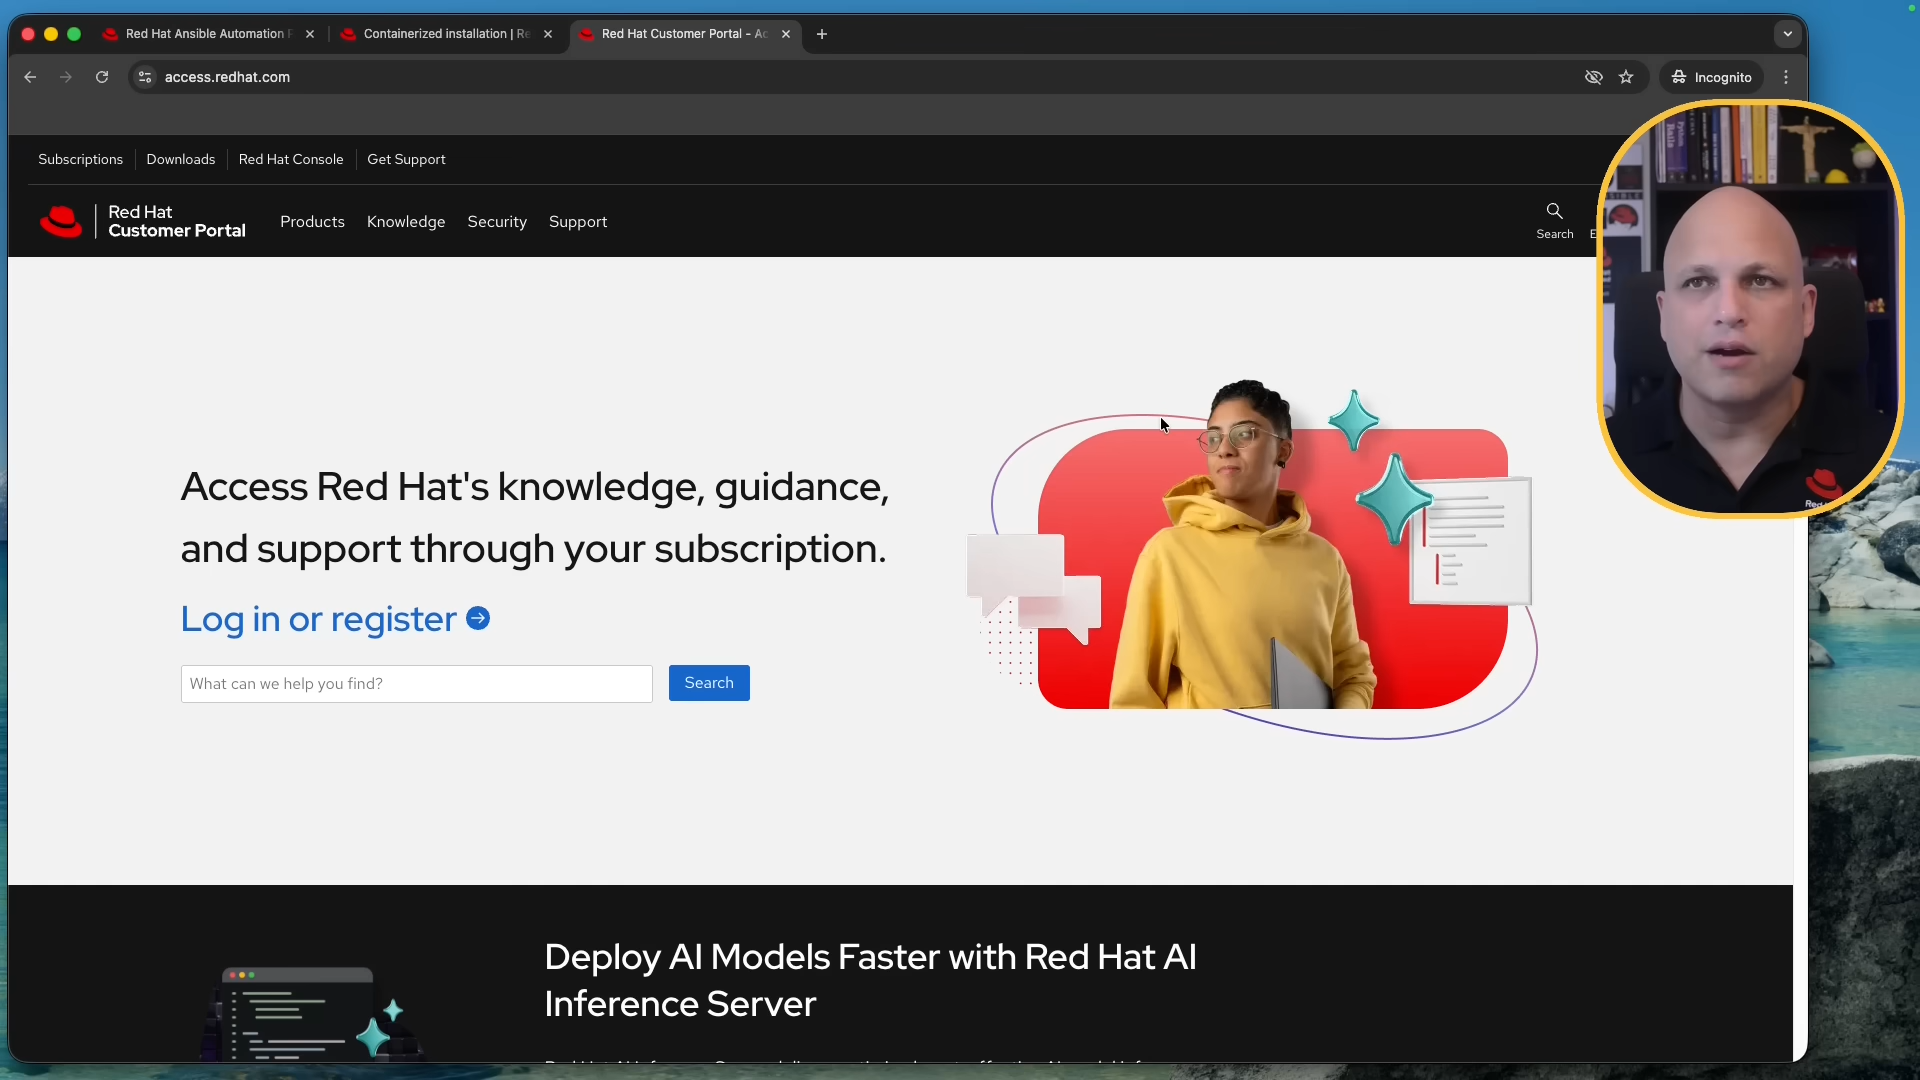 Red Hat Ansible Automation P
Containerized installation | Re
Red Hat Customer Portal - Ac
access.redhat.com
Incognito
Subscriptions
Downloads
Red Hat Console
Get Support
Red Hat
Customer Portal
Products
Knowledge
Security
Support
Search
E
Access Red Hat's knowledge, guidance,
and support through your subscription.
Log in or register
What can we help you find?
Search
Deploy AI Models Faster with Red Hat AI
Inference Server